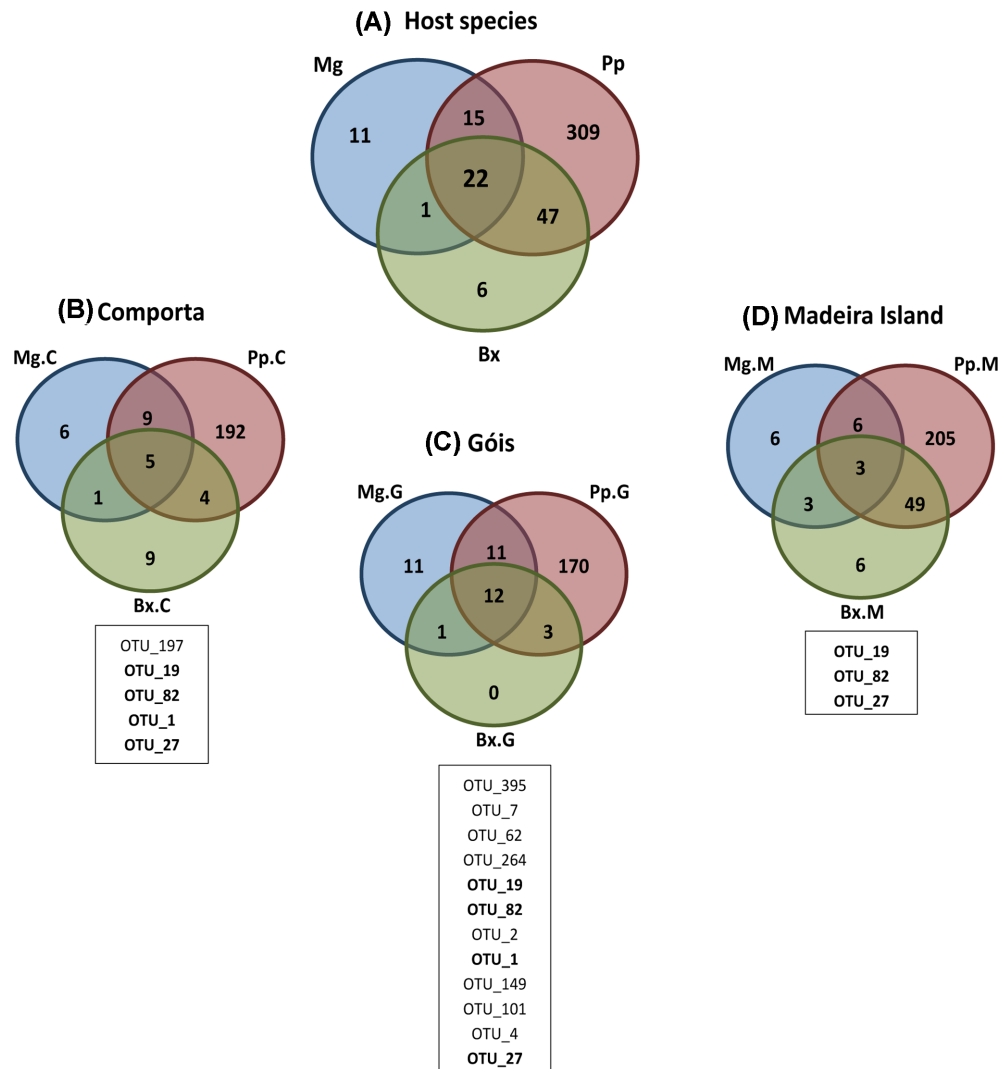 (A) Host species
Mg
Pp
11
15
309
22
1
47
6
Bx
(B) Comporta
Mg.C
Pp.C
6
9
192
5
1
4
9
Bx.C
OTU_197
OTU_19
OTU_82
OTU_1
OTU_27
(C) Góis
Mg.G
Pp.G
11
11
170
12
1
3
0
Bx.G
OTU_395
OTU_7
OTU_62
OTU_264
OTU_19
OTU_82
OTU_2
OTU_1
OTU_149
OTU_101
OTU_4
OTU_27
(D) Madeira Island
Mg.M
Pp.M
6
6
205
3
3
49
6
Bx.M
OTU_19
OTU_82
OTU_27